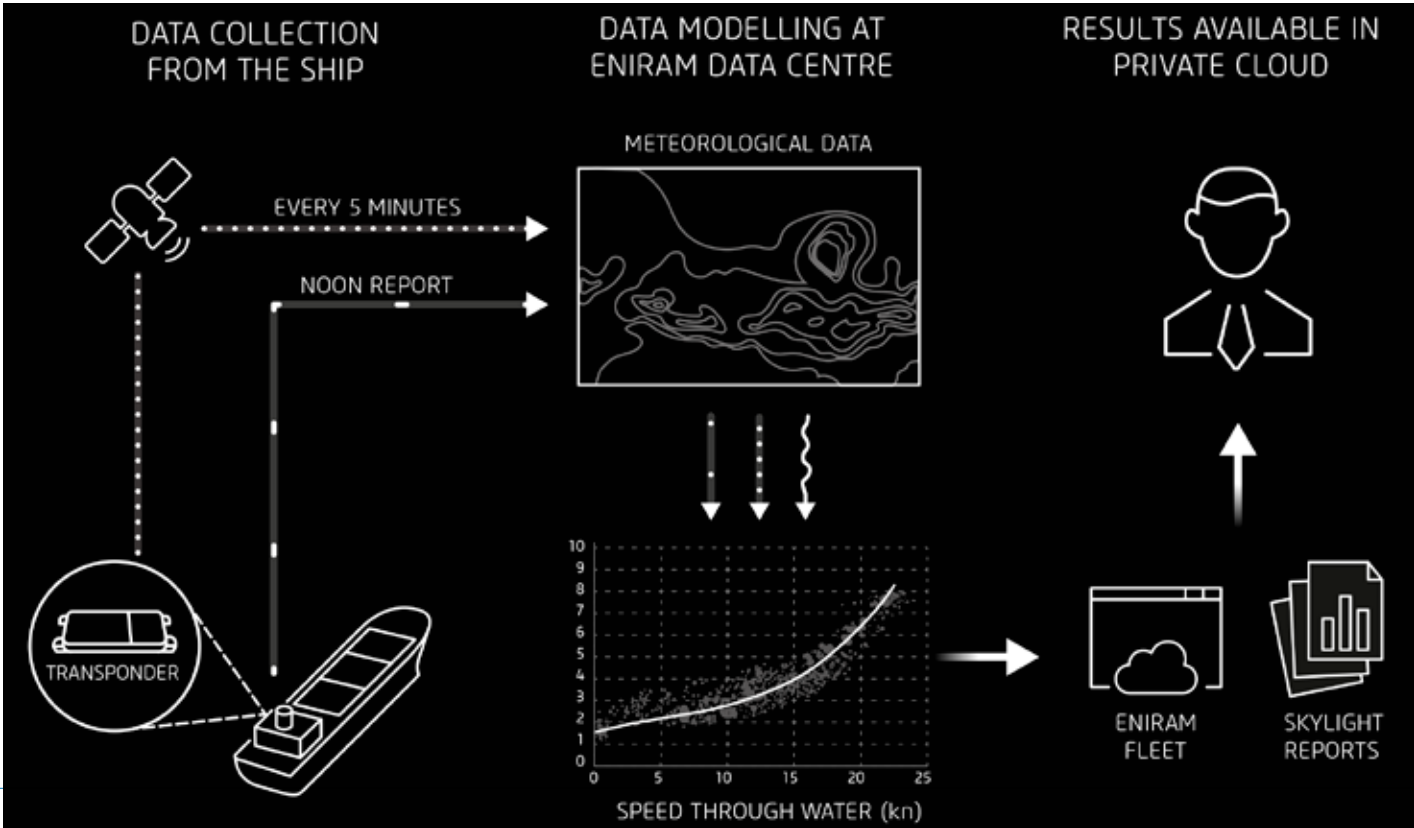 DATA COLLECTION
FROM THE SHIP
DATA MODELLING AT
ENIRAM DATA CENTRE
RESULTS AVAILABLE IN
PRIVATE CLOUD
METEOROLOGICAL DATA
EVERY 5 MINUTES
NOON REPORT
TRANSPONDER
10
9
8
7
6
5
4
3
2
1
0
0 5 10 15 20 25
SPEED THROUGH WATER (kn)
ENIRAM
FLEET
SKYLIGHT
REPORTS